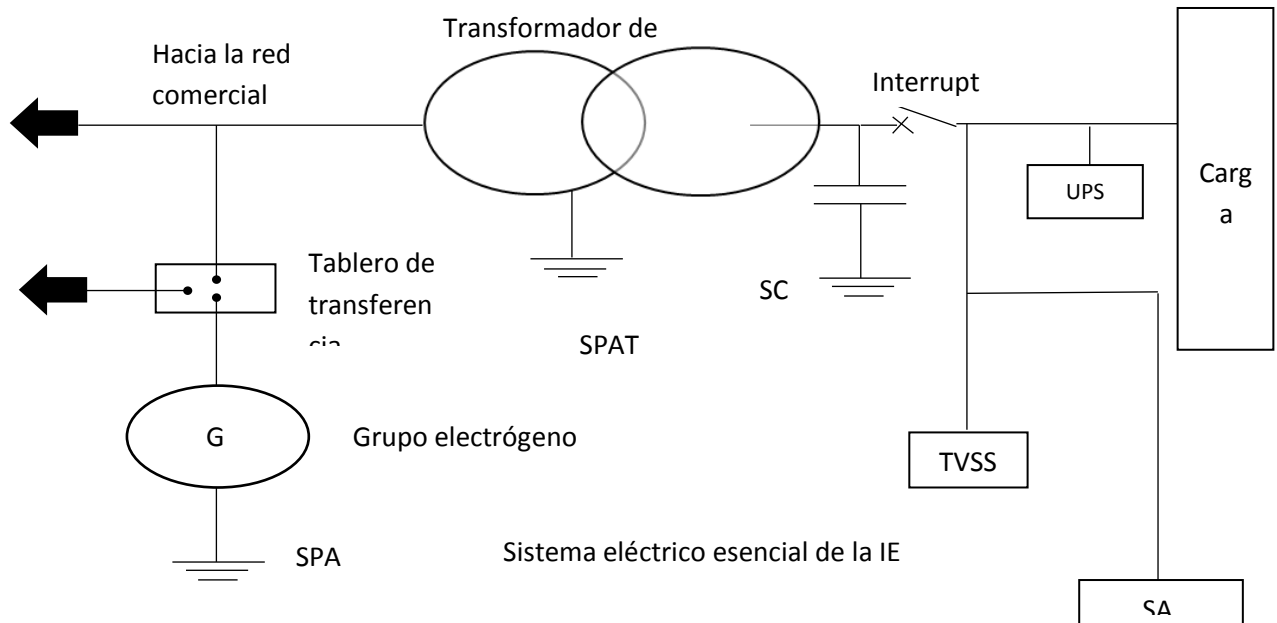 Transformador de
Hacia la red
comercial
Interrupt
Carg
a
UPS
Tablero de
transferen
cia
SC
SPAT
G
Grupo electrógeno
TVSS
SPA
Sistema eléctrico esencial de la IE
SA